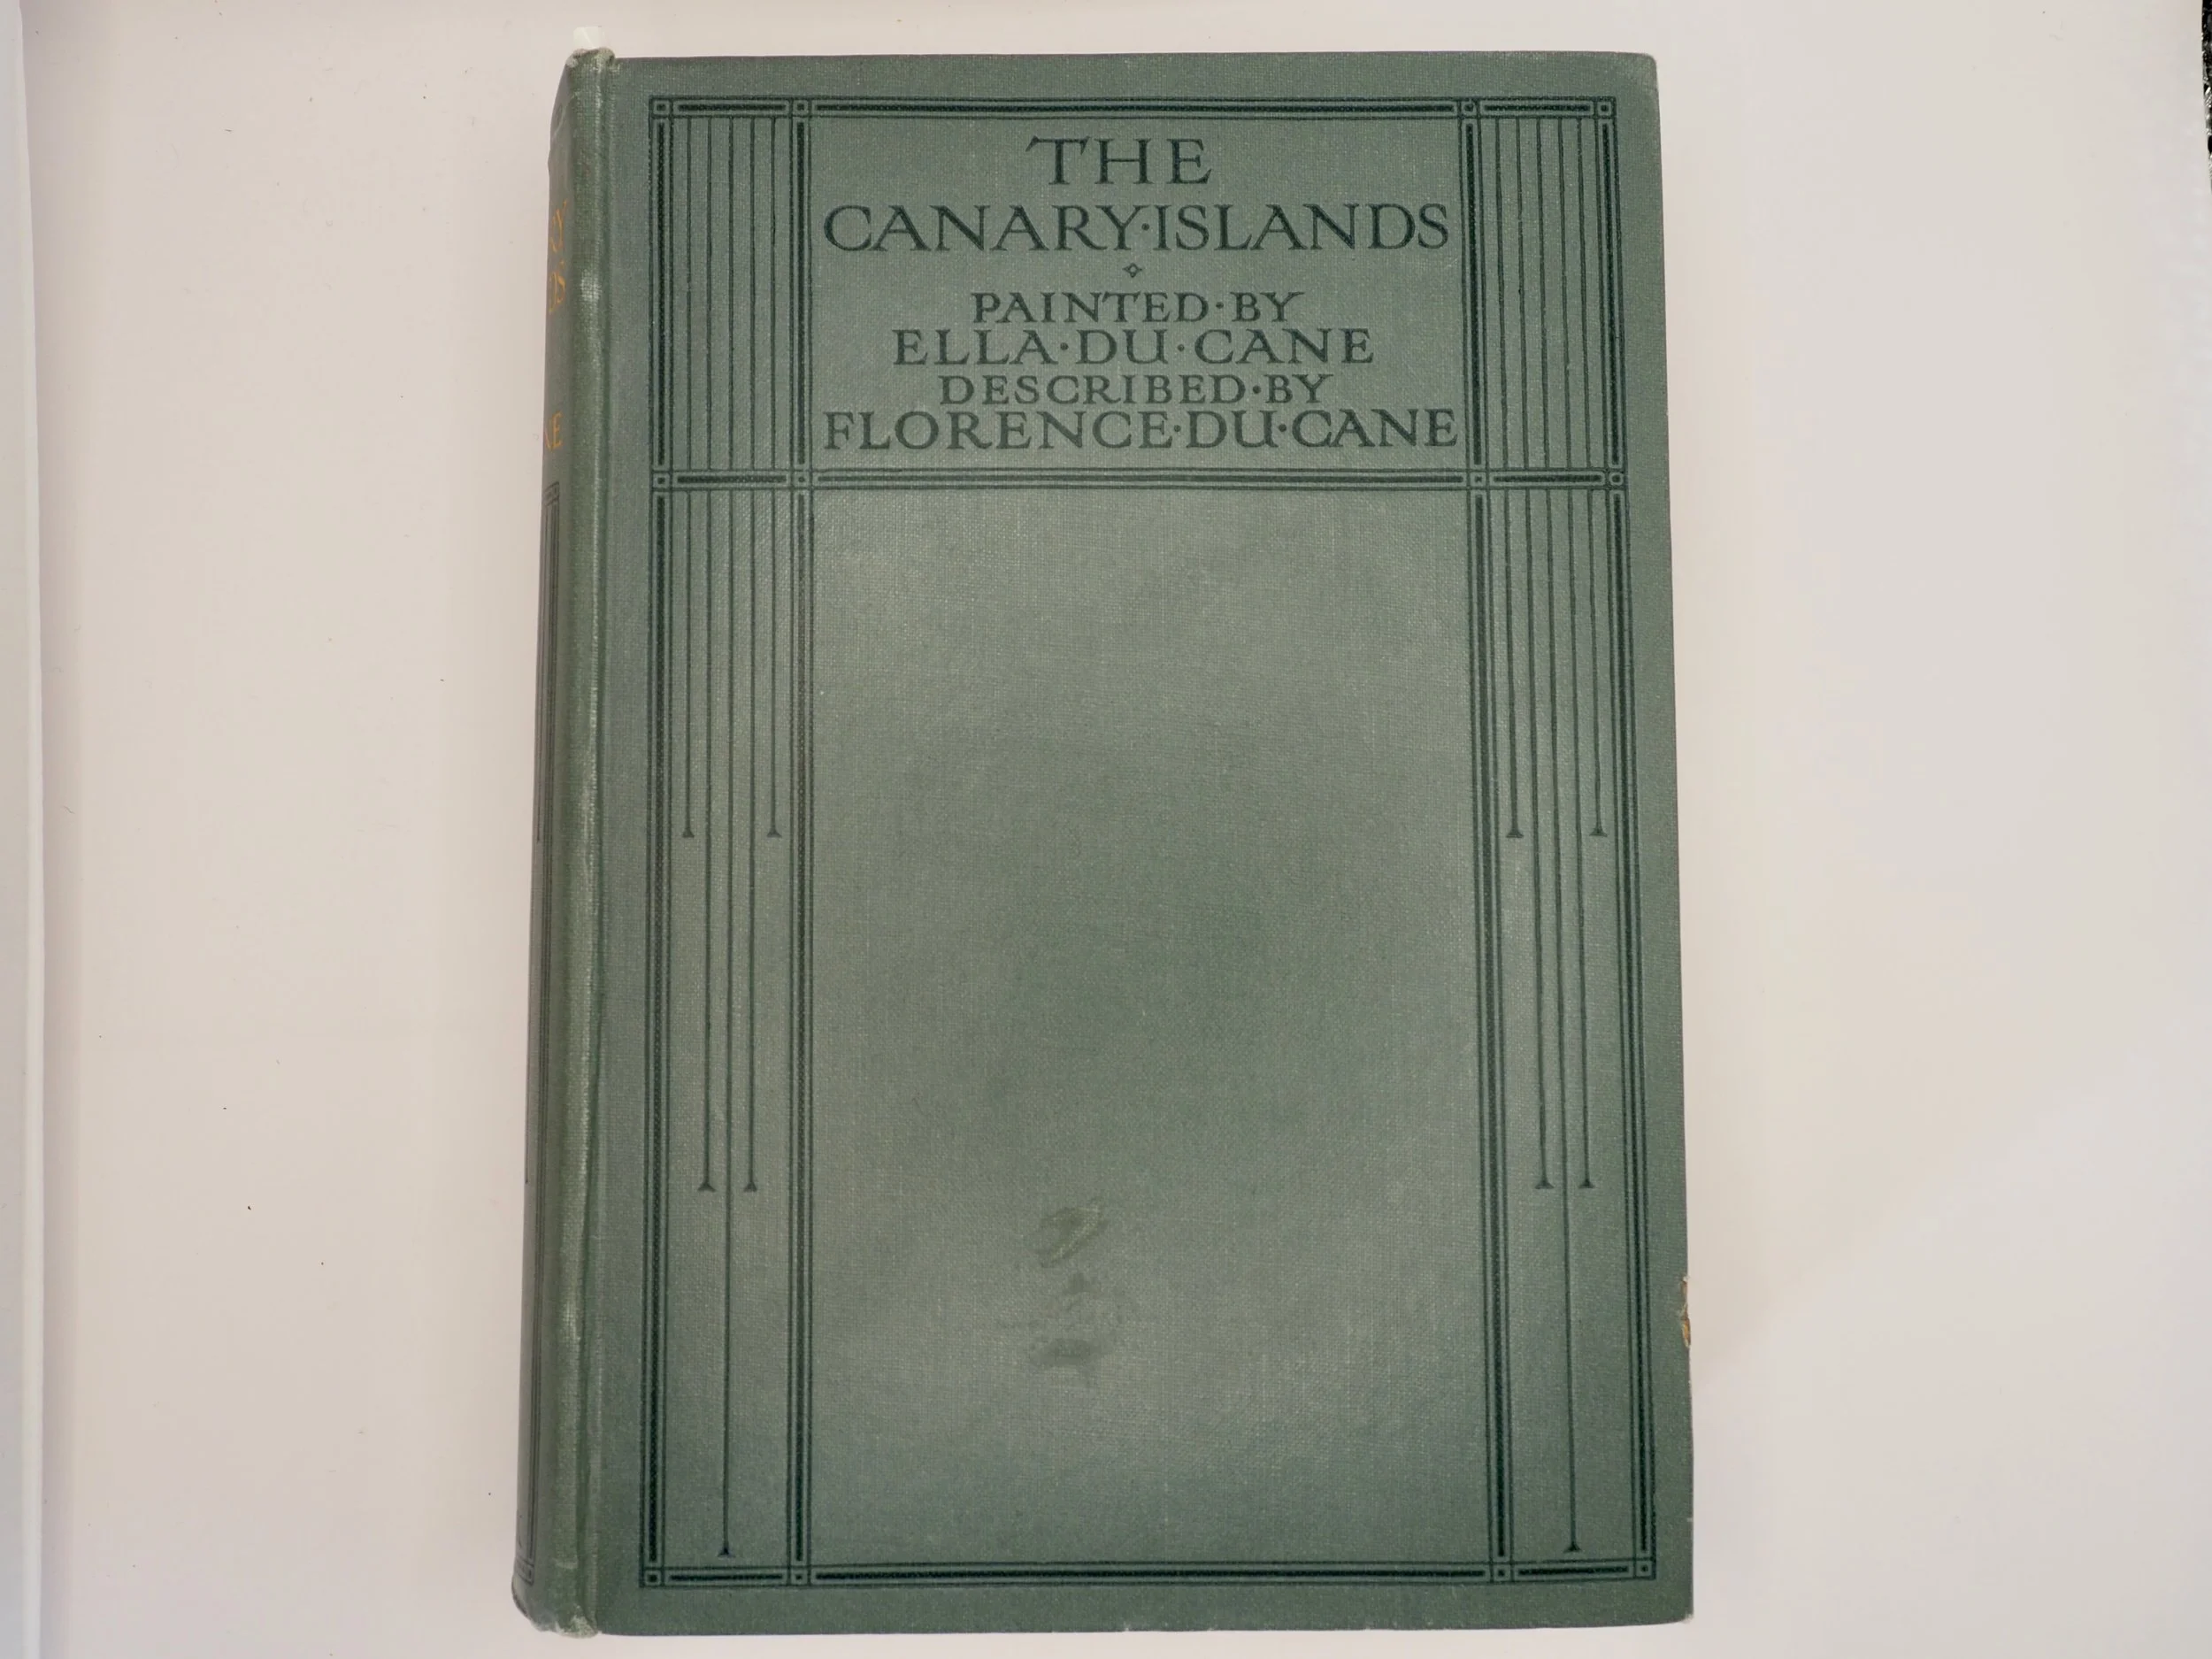 THE
CANARY·ISLANDS
PAINTED·BY
ELLA·DU·CANE
DESCRIBED·BY
FLORENCE·DU·CANE